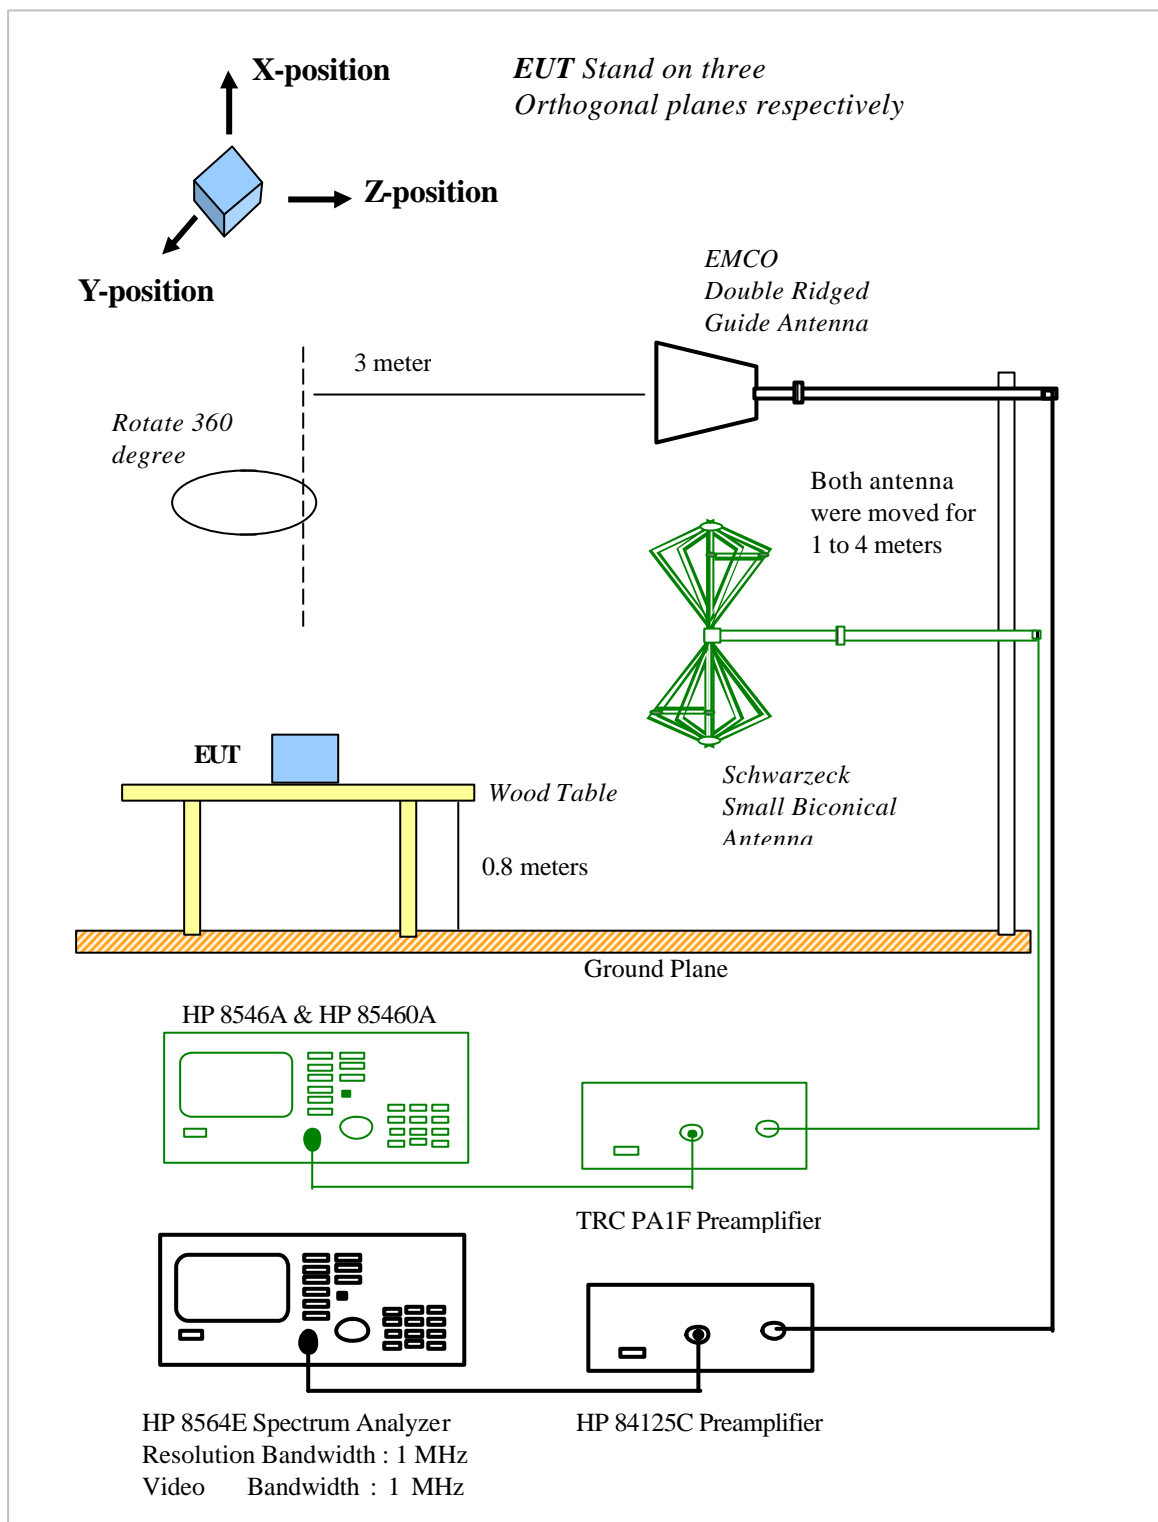 X-position
EUT Stand on three
Orthogonal planes respectively
Z-position
Y-position
EMCO
Double Ridged
Guide Antenna
3 meter
Rotate 360
degree
Both antenna
were moved for
1 to 4 meters
EUT
Wood Table
Schwarzeck
Small Biconical
Antenna
0.8 meters
Ground Plane
HP 8546A & HP 85460A
TRC PA1F Preamplifier
HP 8564E Spectrum Analyzer
Resolution Bandwidth : 1 MHz
Video Bandwidth : 1 MHz
HP 84125C Preamplifier